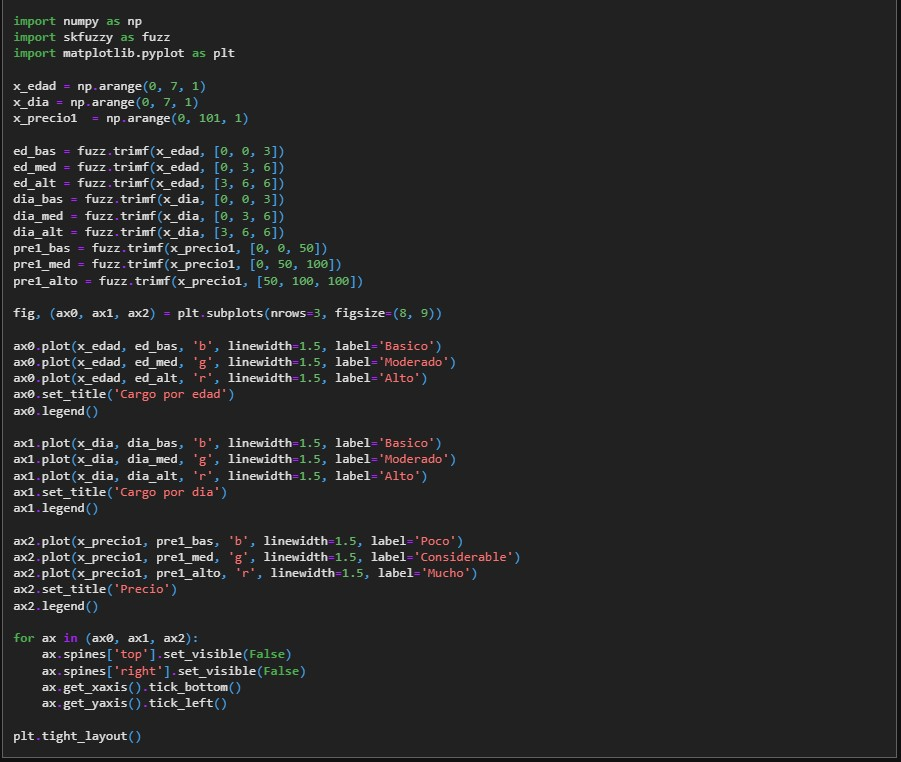 import numpy as np
import skfuzzy as fuzz
import matplotlib.pyplot as plt
x_edad = np.arange(0, 7, 1)
x_dia = np.arange(0, 7, 1)
x_precio1  = np.arange(0, 101, 1)
ed_bas = fuzz.trimf(x_edad, [0, 0, 3])
ed_med = fuzz.trimf(x_edad, [0, 3, 6])
ed_alt = fuzz.trimf(x_edad, [3, 6, 6])
dia_bas = fuzz.trimf(x_dia, [0, 0, 3])
dia_med = fuzz.trimf(x_dia, [0, 3, 6])
dia_alt = fuzz.trimf(x_dia, [3, 6, 6])
pre1_bas = fuzz.trimf(x_precio1, [0, 0, 50])
pre1_med = fuzz.trimf(x_precio1, [0, 50, 100])
pre1_alto = fuzz.trimf(x_precio1, [50, 100, 100])
fig, (ax0, ax1, ax2) = plt.subplots(nrows=3, figsize=(8, 9))
ax0.plot(x_edad, ed_bas, 'b', linewidth=1.5, label='Basico')
ax0.plot(x_edad, ed_med, 'g', linewidth=1.5, label='Moderado')
ax0.plot(x_edad, ed_alt, 'r', linewidth=1.5, label='Alto')
ax0.set_title('Cargo por edad')
ax0.legend()
ax1.plot(x_dia, dia_bas, 'b', linewidth=1.5, label='Basico')
ax1.plot(x_dia, dia_med, 'g', linewidth=1.5, label='Moderado')
ax1.plot(x_dia, dia_alt, 'r', linewidth=1.5, label='Alto')
ax1.set_title('Cargo por dia')
ax1.legend()
ax2.plot(x_precio1, pre1_bas, 'b', linewidth=1.5, label='Poco')
ax2.plot(x_precio1, pre1_med, 'g', linewidth=1.5, label='Considerable')
ax2.plot(x_precio1, pre1_alto, 'r', linewidth=1.5, label='Mucho')
ax2.set_title('Precio')
ax2.legend()
for ax in (ax0, ax1, ax2):
    ax.spines['top'].set_visible(False)
    ax.spines['right'].set_visible(False)
    ax.get_xaxis().tick_bottom()
    ax.get_yaxis().tick_left()
plt.tight_layout()